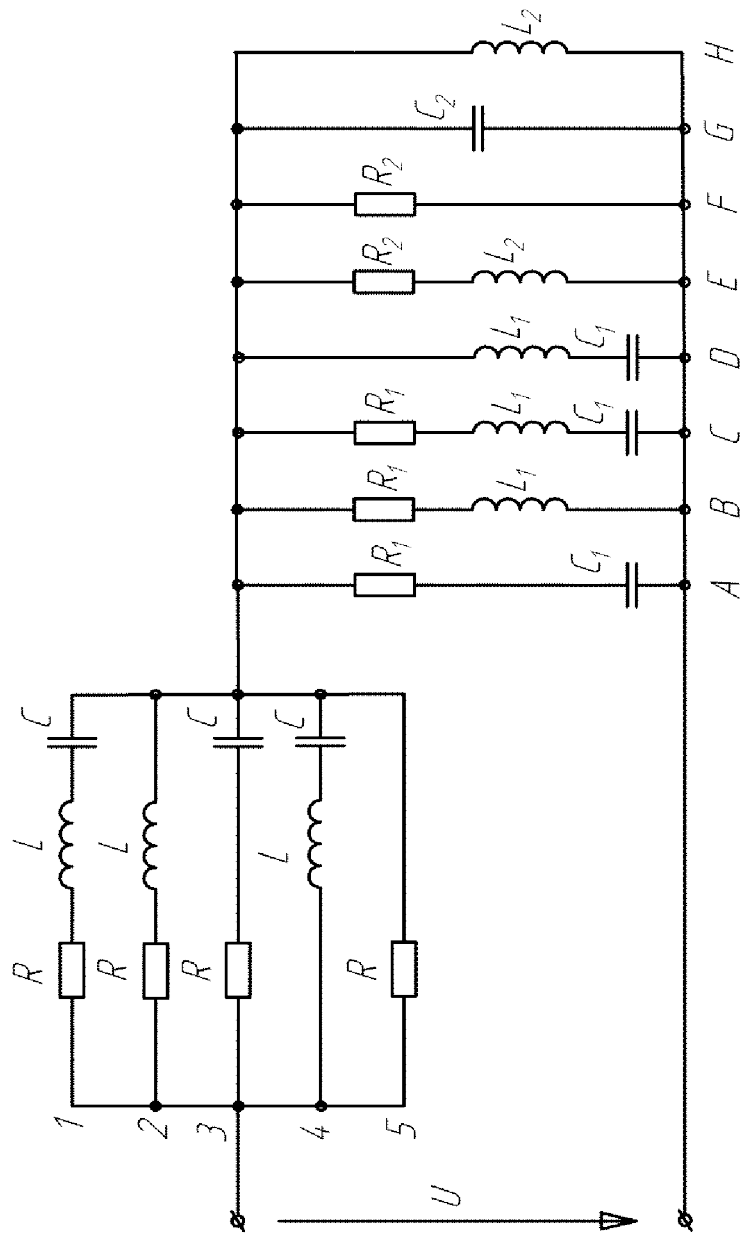 1 R L C
2 R L
3 R C
4 L C
5 R
U
R₁ R₁ R₁ R₂ R₂
L₁ L₁ L₁ L₂ C₂ L₂
C₁ C₁ C₁
A B C D E F G H